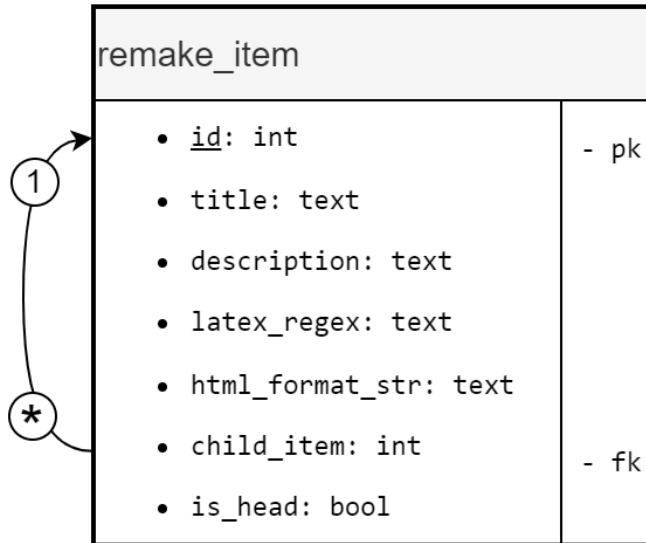 remake_item
• id: int - pk
1
• title: text
• description: text
• latex_regex: text
• html_format_str: text
*
• child_item: int - fk
• is_head: bool